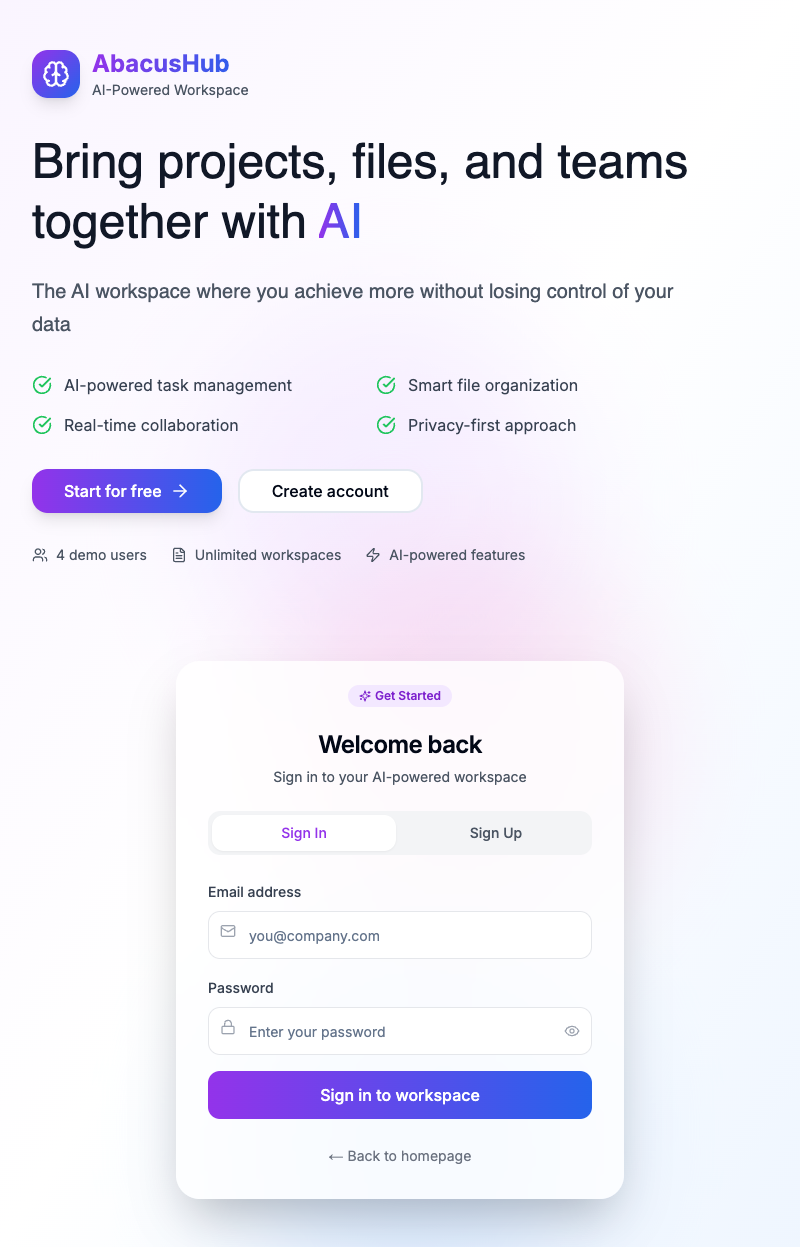 AbacusHub
AI-Powered Workspace
Bring projects, files, and teams
together with AI
The AI workspace where you achieve more without losing control of your
data
AI-powered task management
Smart file organization
Real-time collaboration
Privacy-first approach
Start for free →
Create account
4 demo users
Unlimited workspaces
AI-powered features
Get Started
Welcome back
Sign in to your AI-powered workspace
Sign In
Sign Up
Email address
you@company.com
Password
Enter your password
Sign in to workspace
← Back to homepage